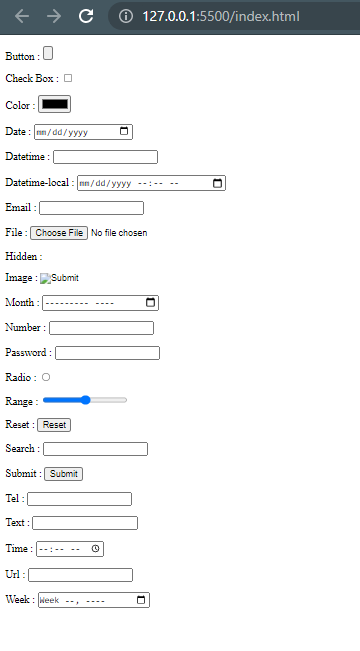 127.0.0.1:5500/index.html
Button :
Check Box :
Color :
Date : mm/dd/yyyy
Datetime :
Datetime-local : mm/dd/yyyy --:-- --
Email :
File : Choose File No file chosen
Hidden :
Image : Submit
Month : --------- ----
Number :
Password :
Radio :
Range :
Reset : Reset
Search :
Submit : Submit
Tel :
Text :
Time : --:-- --
Url :
Week : Week --, ----